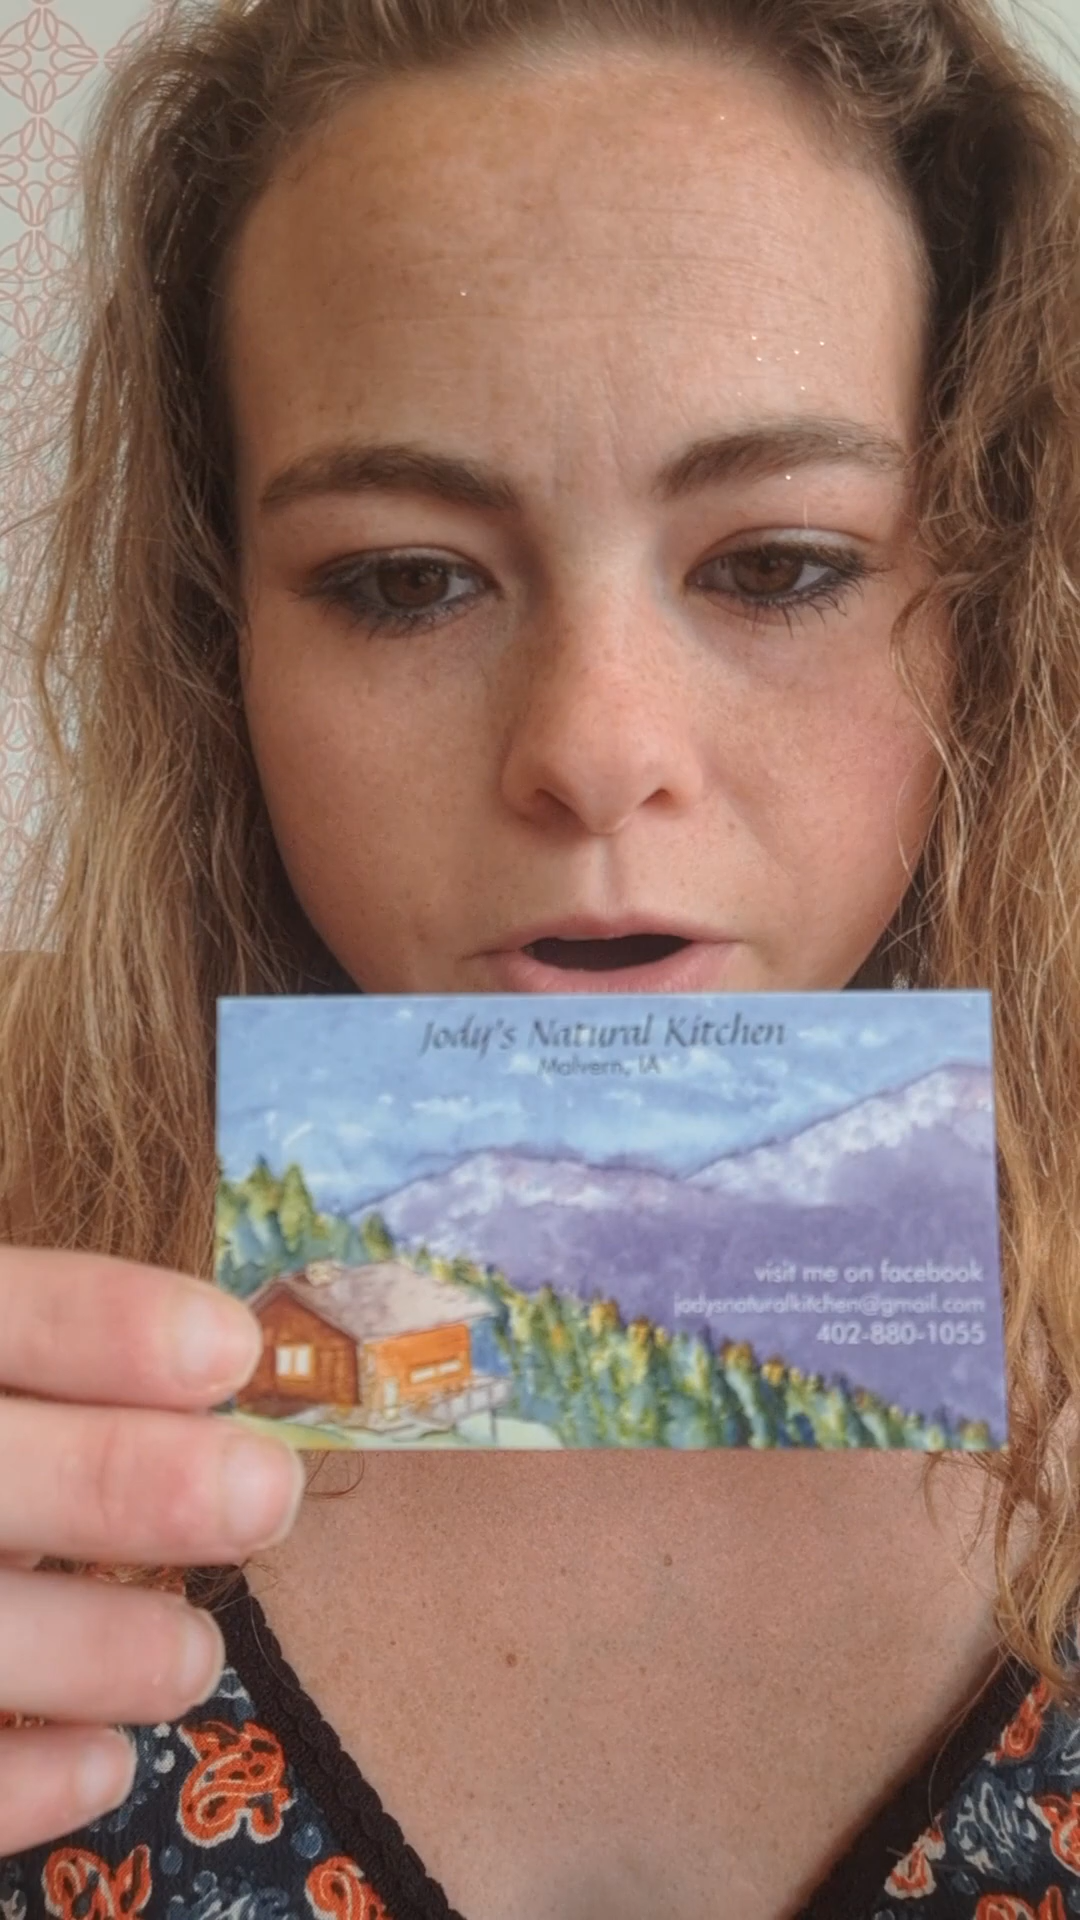 Jody's Natural Kitchen
Malvern, IA
visit me on facebook
jodysnaturalkitchen@gmail.com
402-880-1055